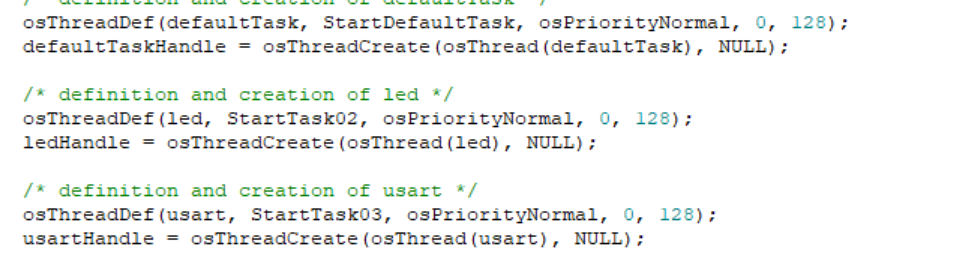 /* definition and creation of defaultTask */
osThreadDef(defaultTask, StartDefaultTask, osPriorityNormal, 0, 128);
defaultTaskHandle = osThreadCreate(osThread(defaultTask), NULL);
/* definition and creation of led */
osThreadDef(led, StartTask02, osPriorityNormal, 0, 128);
ledHandle = osThreadCreate(osThread(led), NULL);
/* definition and creation of usart */
osThreadDef(usart, StartTask03, osPriorityNormal, 0, 128);
usartHandle = osThreadCreate(osThread(usart), NULL);